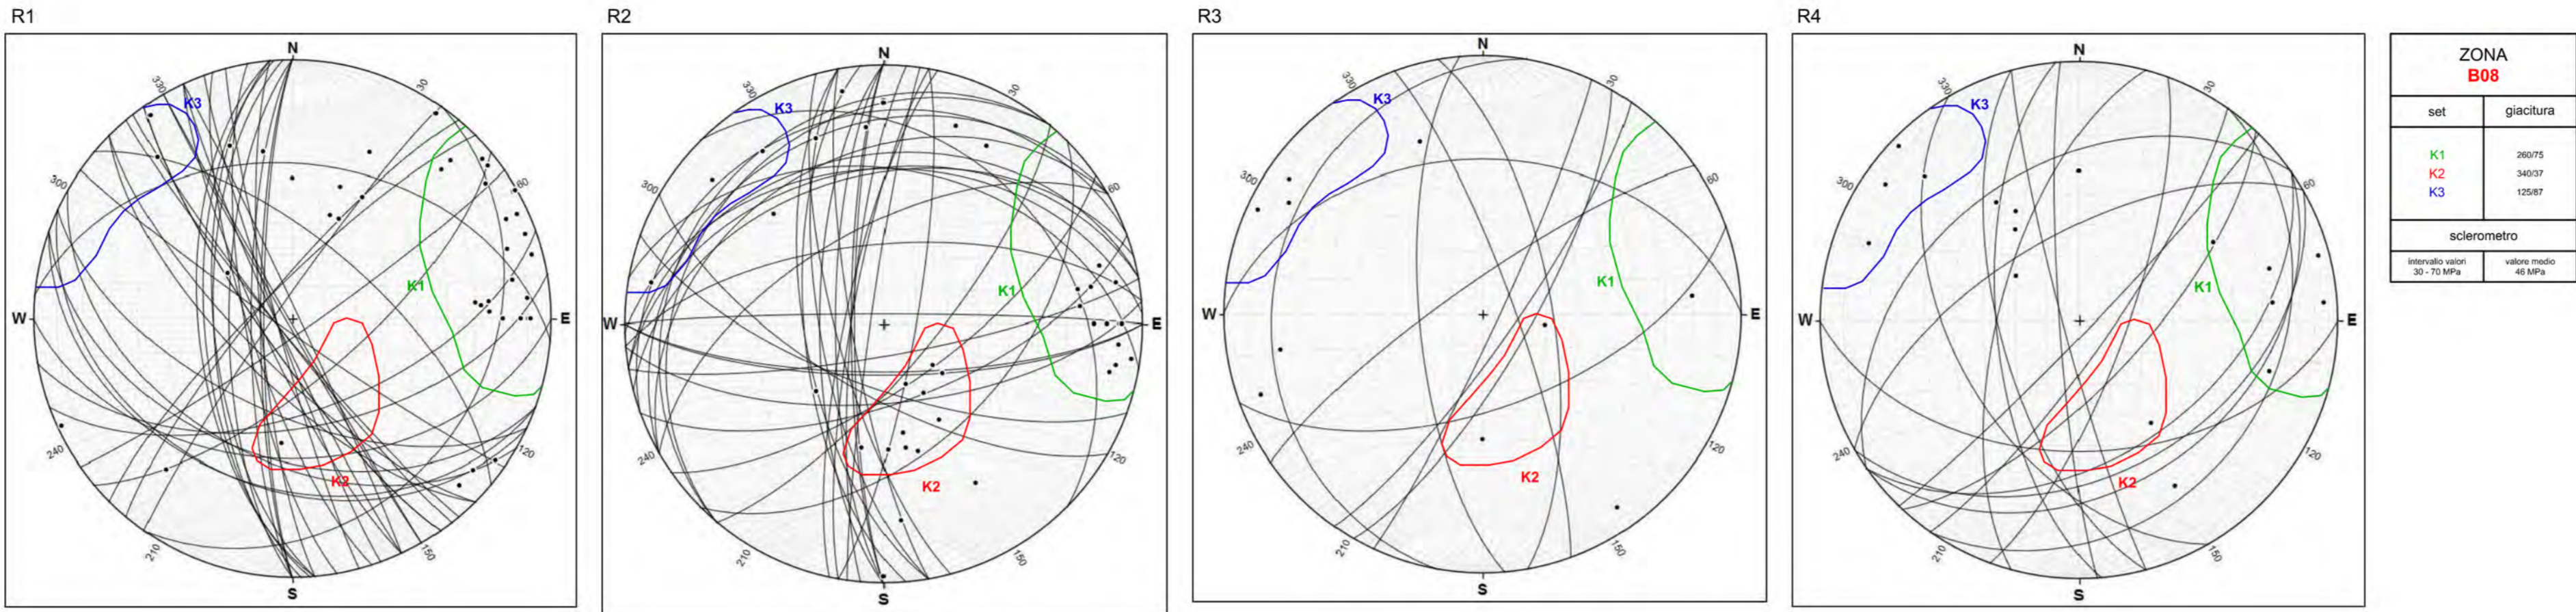 R1
N
330
30
K3
300
60
K1
W
E
K2
240
120
210
150
S
R2
N
330
30
K3
300
60
K1
W
E
K2
240
120
210
150
S
R3
N
330
30
K3
300
60
K1
W
E
K2
240
120
210
150
S
R4
N
330
30
K3
300
60
K1
W
E
K2
240
120
210
150
S
ZONA
B08
set giacitura
K1 260/75
K2 340/37
K3 125/87
sclerometro
intervallo valori valore medio
30 - 70 MPa 46 MPa